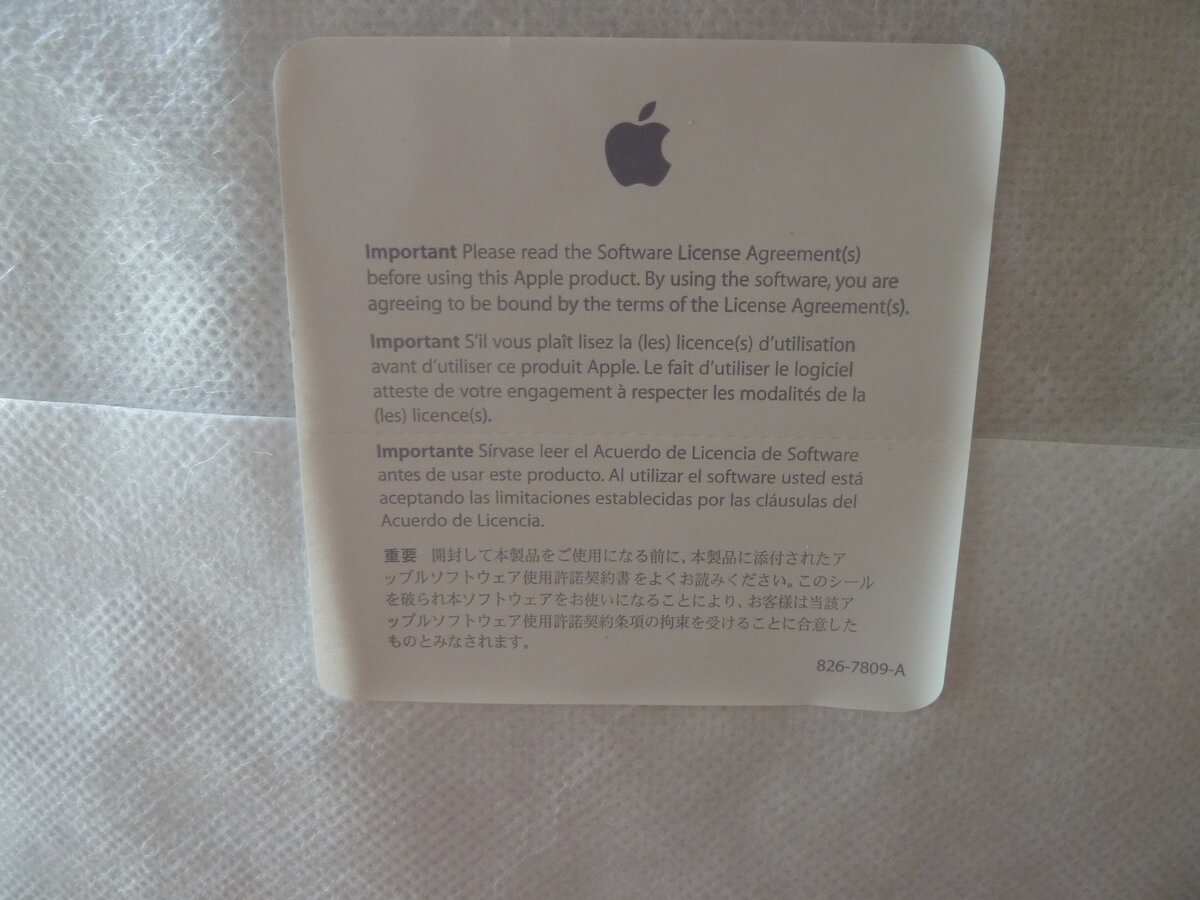 Important Please read the Software License Agreement(s)
before using this Apple product. By using the software, you are
agreeing to be bound by the terms of the License Agreement(s).
Important S'il vous plaît lisez la (les) licence(s) d'utilisation
avant d'utiliser ce produit Apple. Le fait d'utiliser le logiciel
atteste de votre engagement à respecter les modalités de la
(les) licence(s).
Importante Sírvase leer el Acuerdo de Licencia de Software
antes de usar este producto. Al utilizar el software usted está
aceptando las limitaciones establecidas por las cláusulas del
Acuerdo de Licencia.
重要 開封して本製品をご使用になる前に、本製品に添付されたア
ップルソフトウェア使用許諾契約書をよくお読みください。このシール
を破られ本ソフトウェアをお使いになることにより、お客様は当該ア
ップルソフトウェア使用許諾契約条項の拘束を受けることに合意した
ものとみなされます。
826-7809-A